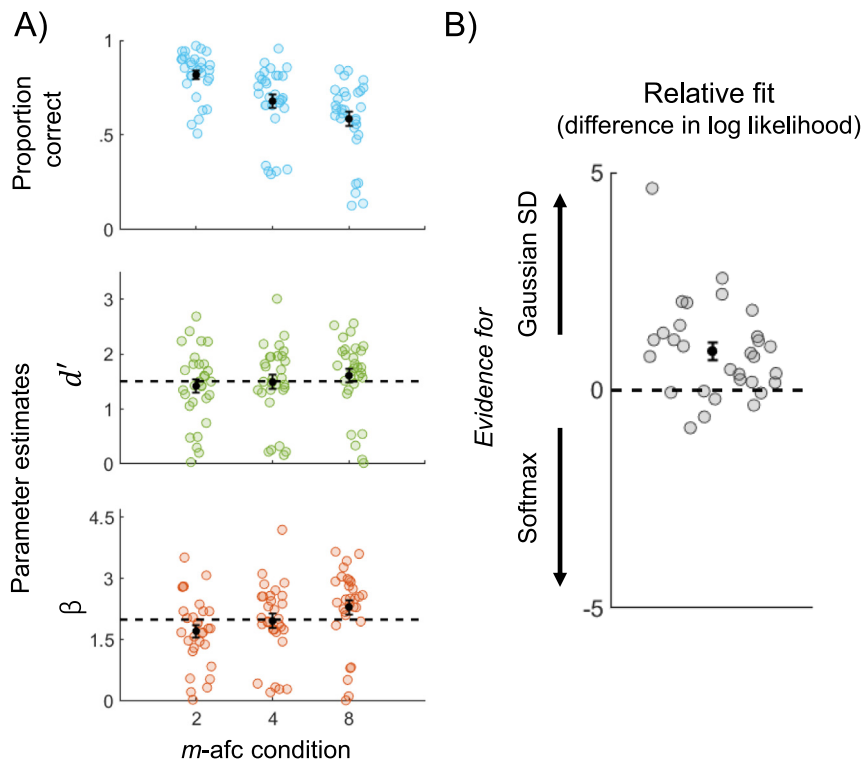 A)
Proportion
correct
1
.5
0
Parameter estimates
d′
3
2
1
0
β
4.5
3
1.5
0
2 4 8
m-afc condition
B)
Relative fit
(difference in log likelihood)
5
0
-5
Evidence for
Gaussian SD
Softmax